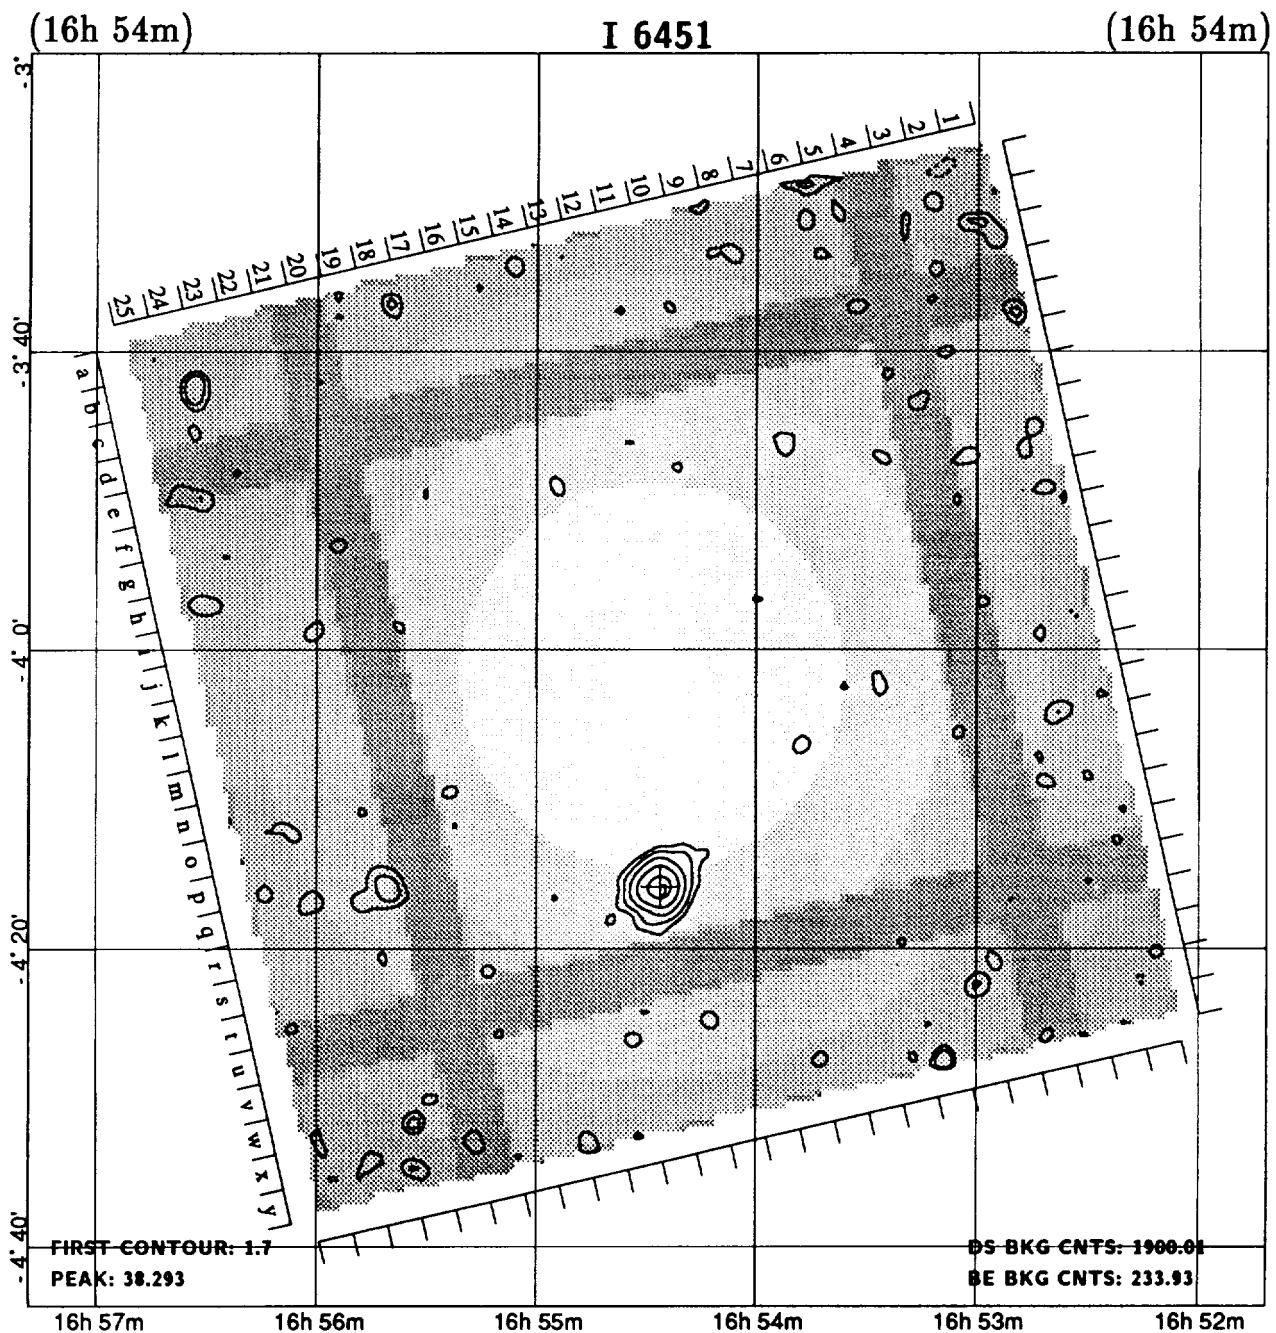 (16h 54m) I 6451 (16h 54m)
-3°
1 2 3 4 5 6 7 8 9 10 11 12 13 14 15 16 17 18 19 20 21 22 23 24 25
-3° 40'
a b c d e f g h i j k l m n o p q r s t u v w x y
-4° 0'
-4° 20'
-4° 40'
FIRST CONTOUR: 1.7
PEAK: 38.293
DS BKG CNTS: 1900.01
BE BKG CNTS: 233.93
16h 57m 16h 56m 16h 55m 16h 54m 16h 53m 16h 52m